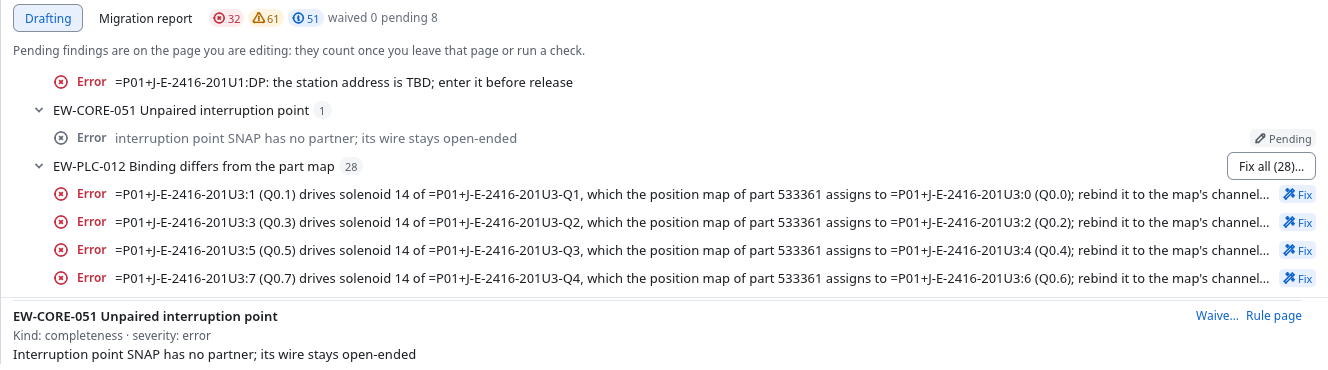 Drafting Migration report 32 61 51 waived 0 pending 8
Pending findings are on the page you are editing: they count once you leave that page or run a check.
Error =P01+J-E-2416-201U1:DP: the station address is TBD; enter it before release
EW-CORE-051 Unpaired interruption point 1
Error interruption point SNAP has no partner; its wire stays open-ended Pending
EW-PLC-012 Binding differs from the part map 28 Fix all (28)...
Error =P01+J-E-2416-201U3:1 (Q0.1) drives solenoid 14 of =P01+J-E-2416-201U3-Q1, which the position map of part 533361 assigns to =P01+J-E-2416-201U3:0 (Q0.0); rebind it to the map's channel... Fix
Error =P01+J-E-2416-201U3:3 (Q0.3) drives solenoid 14 of =P01+J-E-2416-201U3-Q2, which the position map of part 533361 assigns to =P01+J-E-2416-201U3:2 (Q0.2); rebind it to the map's channel... Fix
Error =P01+J-E-2416-201U3:5 (Q0.5) drives solenoid 14 of =P01+J-E-2416-201U3-Q3, which the position map of part 533361 assigns to =P01+J-E-2416-201U3:4 (Q0.4); rebind it to the map's channel... Fix
Error =P01+J-E-2416-201U3:7 (Q0.7) drives solenoid 14 of =P01+J-E-2416-201U3-Q4, which the position map of part 533361 assigns to =P01+J-E-2416-201U3:6 (Q0.6); rebind it to the map's channel... Fix
EW-CORE-051 Unpaired interruption point Waive... Rule page
Kind: completeness · severity: error
Interruption point SNAP has no partner; its wire stays open-ended